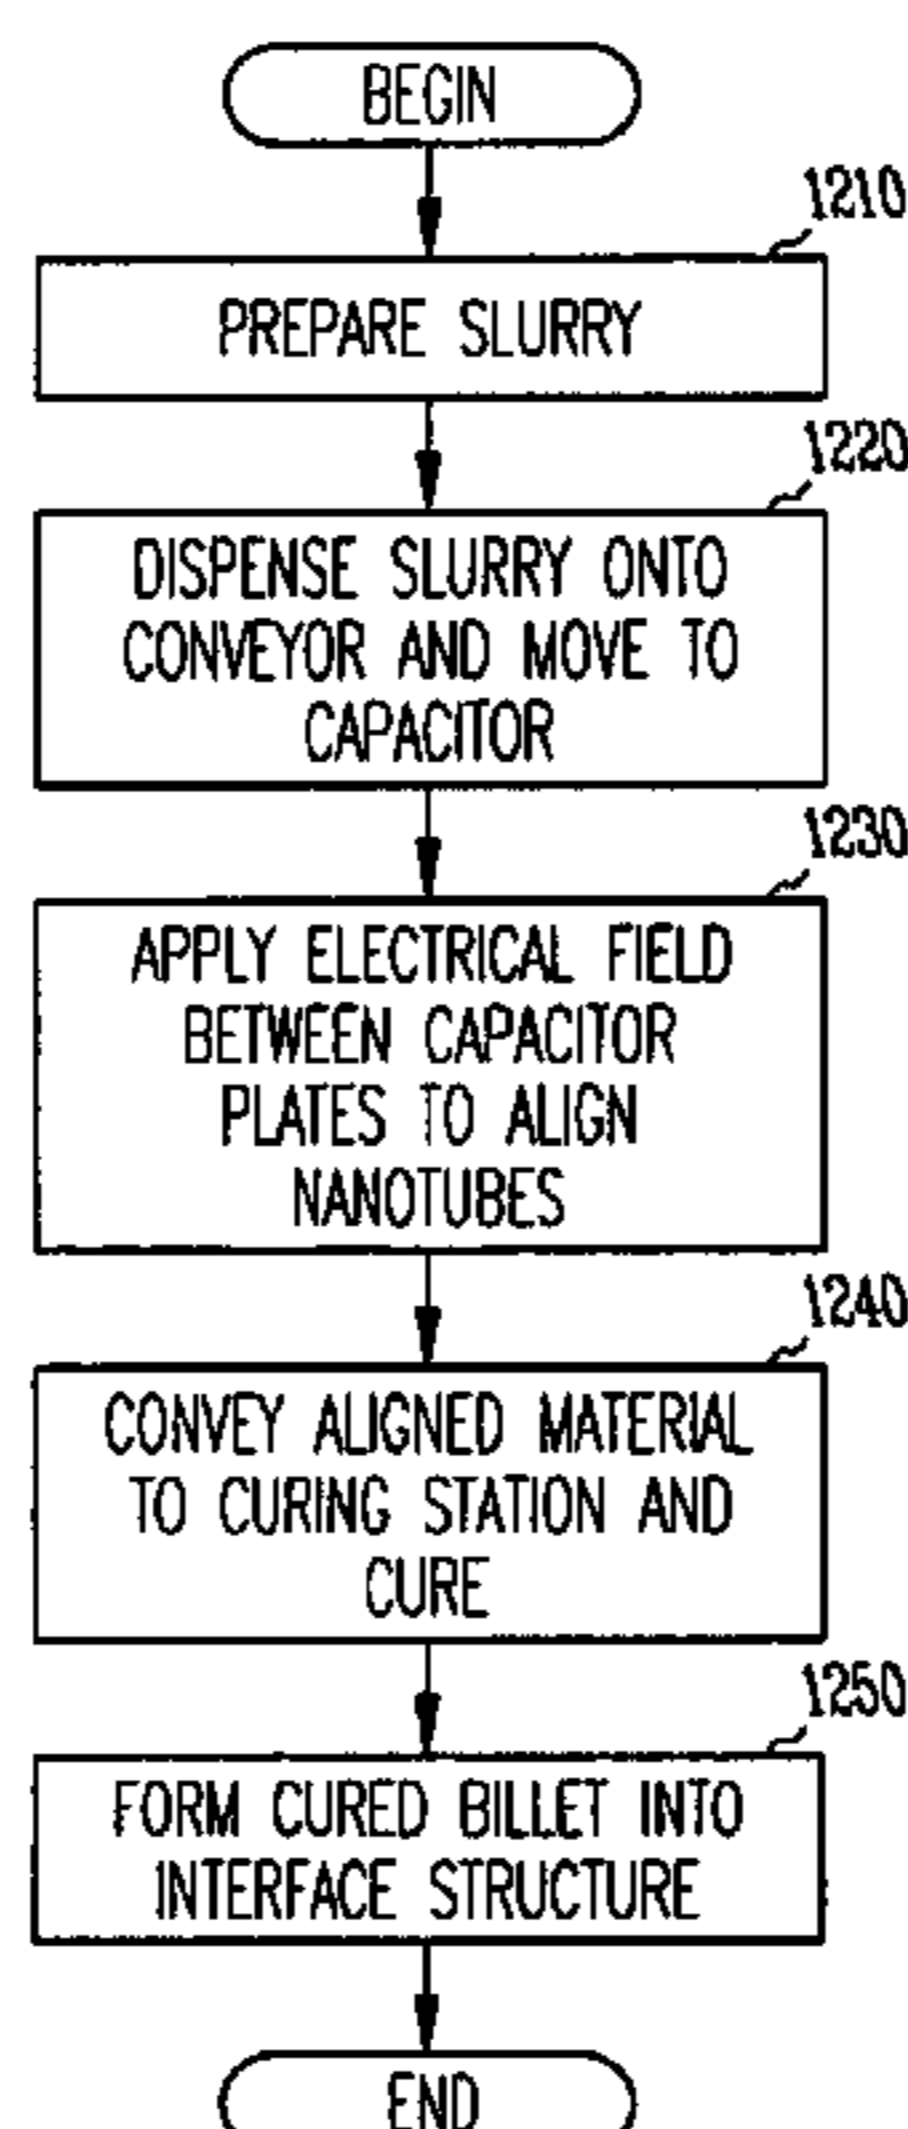 BEGIN
1210
PREPARE SLURRY
1220
DISPENSE SLURRY ONTO
CONVEYOR AND MOVE TO
CAPACITOR
1230
APPLY ELECTRICAL FIELD
BETWEEN CAPACITOR
PLATES TO ALIGN
NANOTUBES
1240
CONVEY ALIGNED MATERIAL
TO CURING STATION AND
CURE
1250
FORM CURED BILLET INTO
INTERFACE STRUCTURE
END